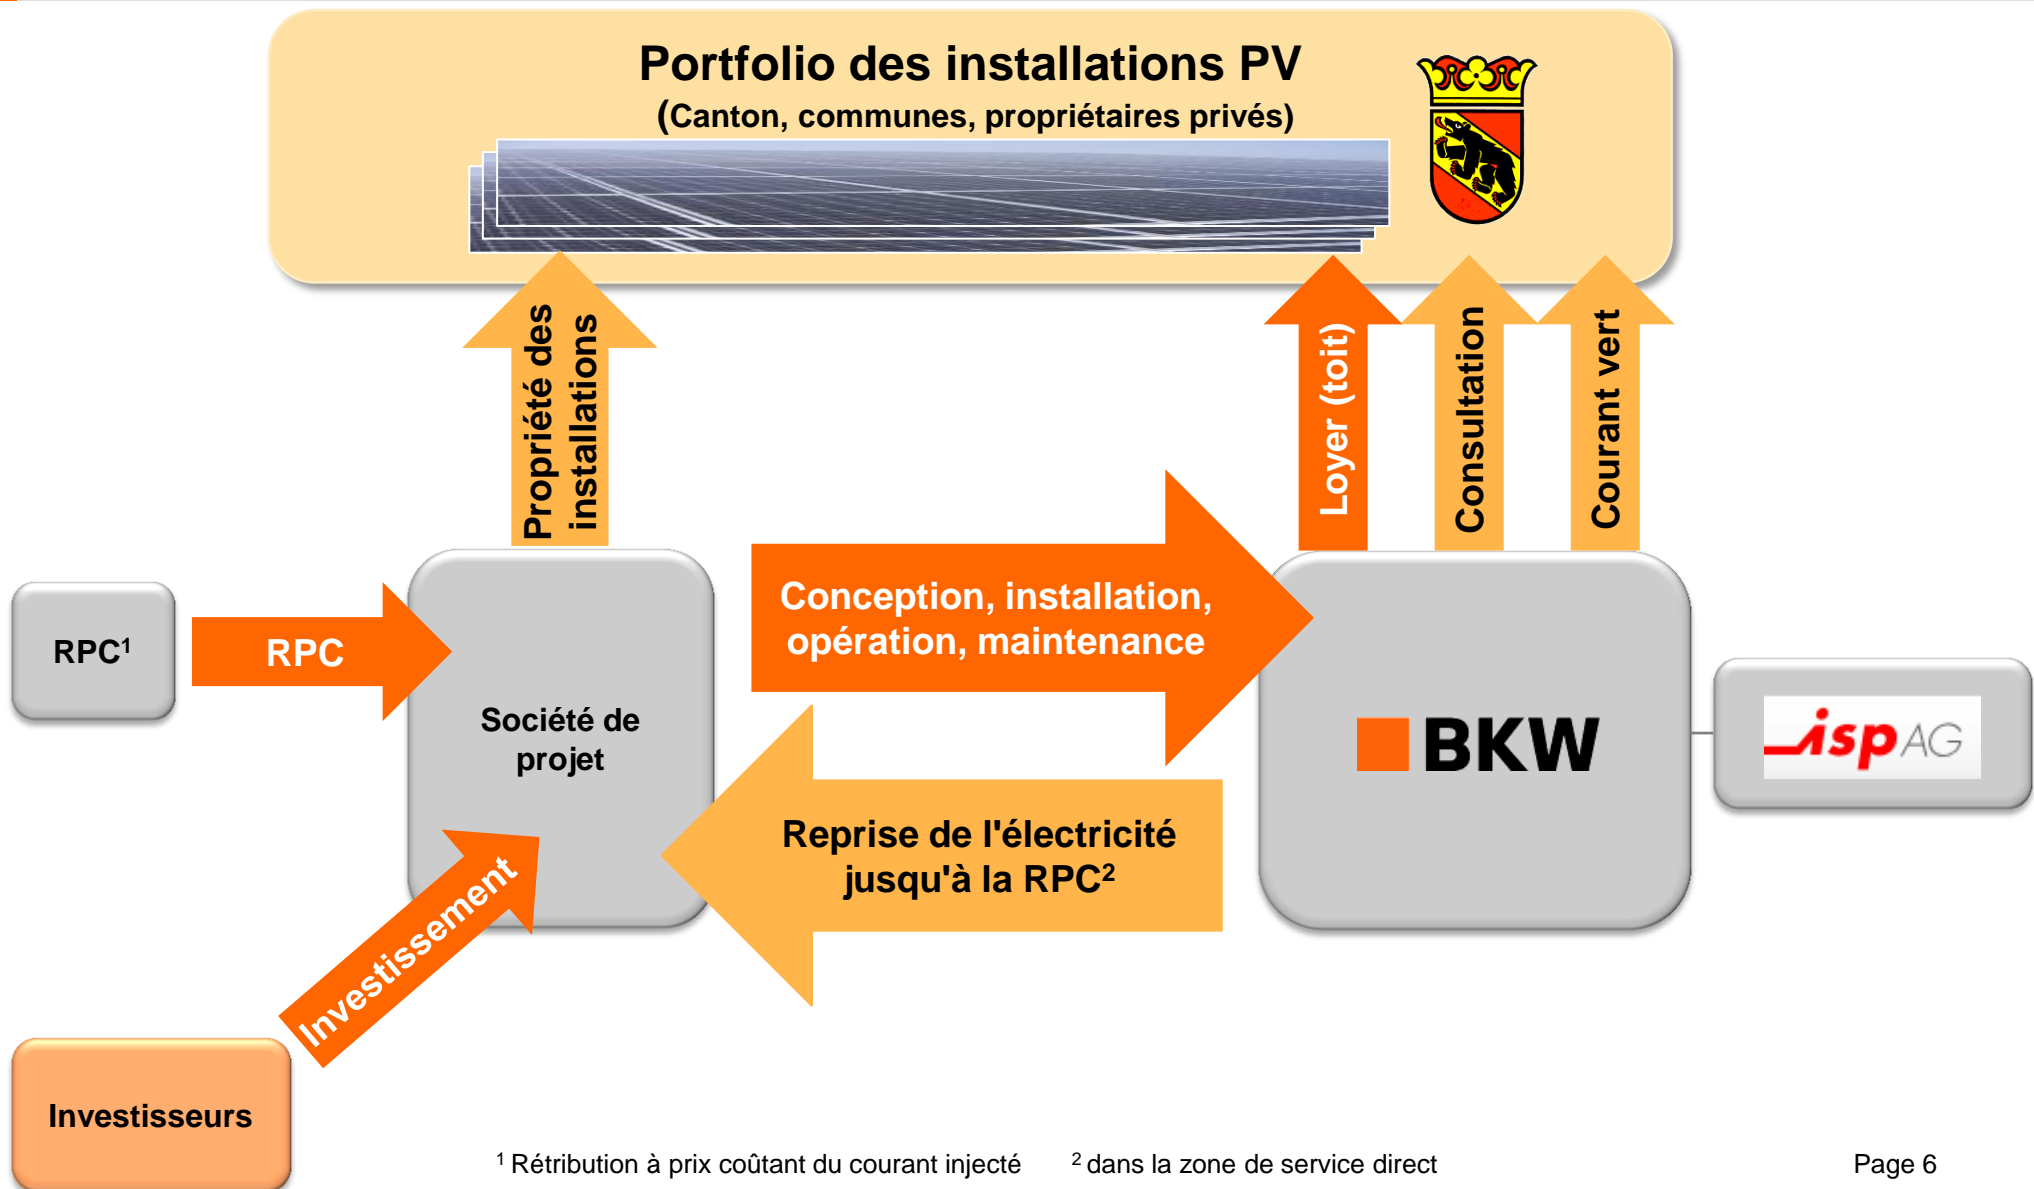 Portfolio des installations PV
(Canton, communes, propriétaires privés)
Propriété des
installations
Loyer (toit)
Consultation
Courant vert
RPC¹
RPC
Société de
projet
Conception, installation,
opération, maintenance
Reprise de l'électricité
jusqu'à la RPC²
BKW
isp AG
Investissement
Investisseurs
¹ Rétribution à prix coûtant du courant injecté ² dans la zone de service direct
Page 6